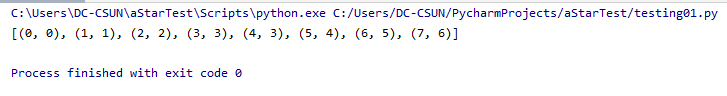 C:\Users\DC-CSUN\aStarTest\Scripts\python.exe C:/Users/DC-CSUN/PycharmProjects/aStarTest/testing01.py
[(0, 0), (1, 1), (2, 2), (3, 3), (4, 3), (5, 4), (6, 5), (7, 6)]
Process finished with exit code 0